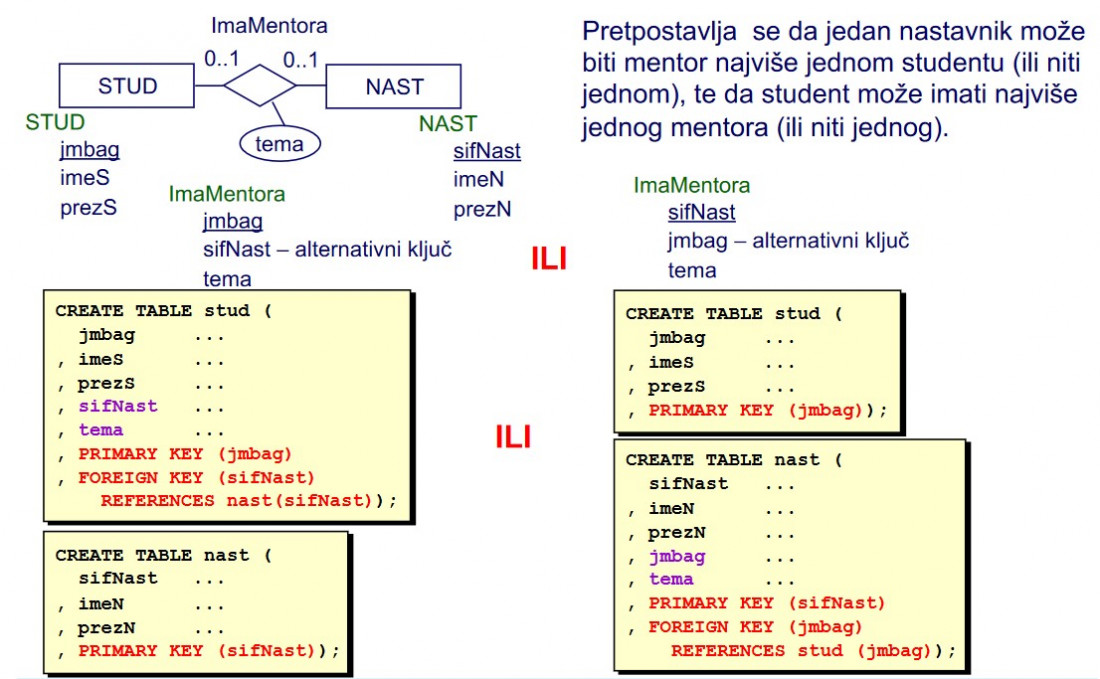 ImaMentora
0..1 0..1
STUD
NAST
tema
Pretpostavlja se da jedan nastavnik može
biti mentor najviše jednom studentu (ili niti
jednom), te da student može imati najviše
jednog mentora (ili niti jednog).
STUD
jmbag
imeS
prezS
NAST
sifNast
imeN
prezN
ImaMentora
jmbag
sifNast – alternativni ključ
tema
ILI
ImaMentora
sifNast
jmbag – alternativni ključ
tema
CREATE TABLE stud (
jmbag ...
, imeS ...
, prezS ...
, sifNast ...
, tema ...
, PRIMARY KEY (jmbag)
, FOREIGN KEY (sifNast)
REFERENCES nast(sifNast));
CREATE TABLE nast (
sifNast ...
, imeN ...
, prezN ...
, PRIMARY KEY (sifNast));
ILI
CREATE TABLE stud (
jmbag ...
, imeS ...
, prezS ...
, PRIMARY KEY (jmbag));
CREATE TABLE nast (
sifNast ...
, imeN ...
, prezN ...
, jmbag ...
, tema ...
, PRIMARY KEY (sifNast)
, FOREIGN KEY (jmbag)
REFERENCES stud (jmbag));